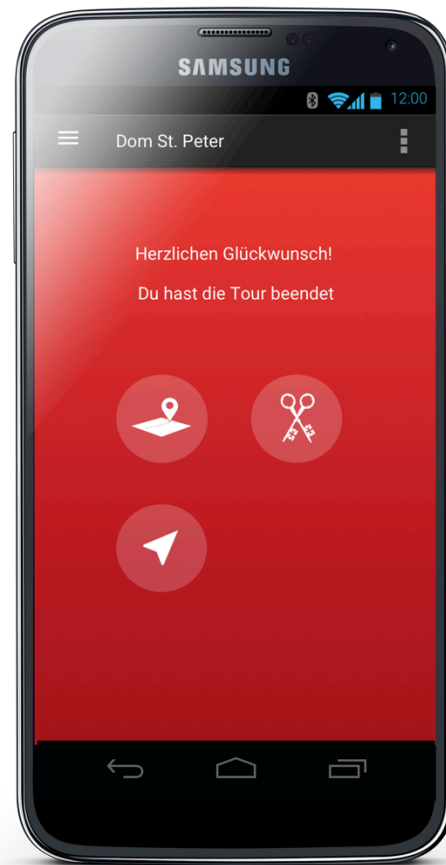 SAMSUNG
12:00
Dom St. Peter
Herzlichen Glückwunsch!
Du hast die Tour beendet